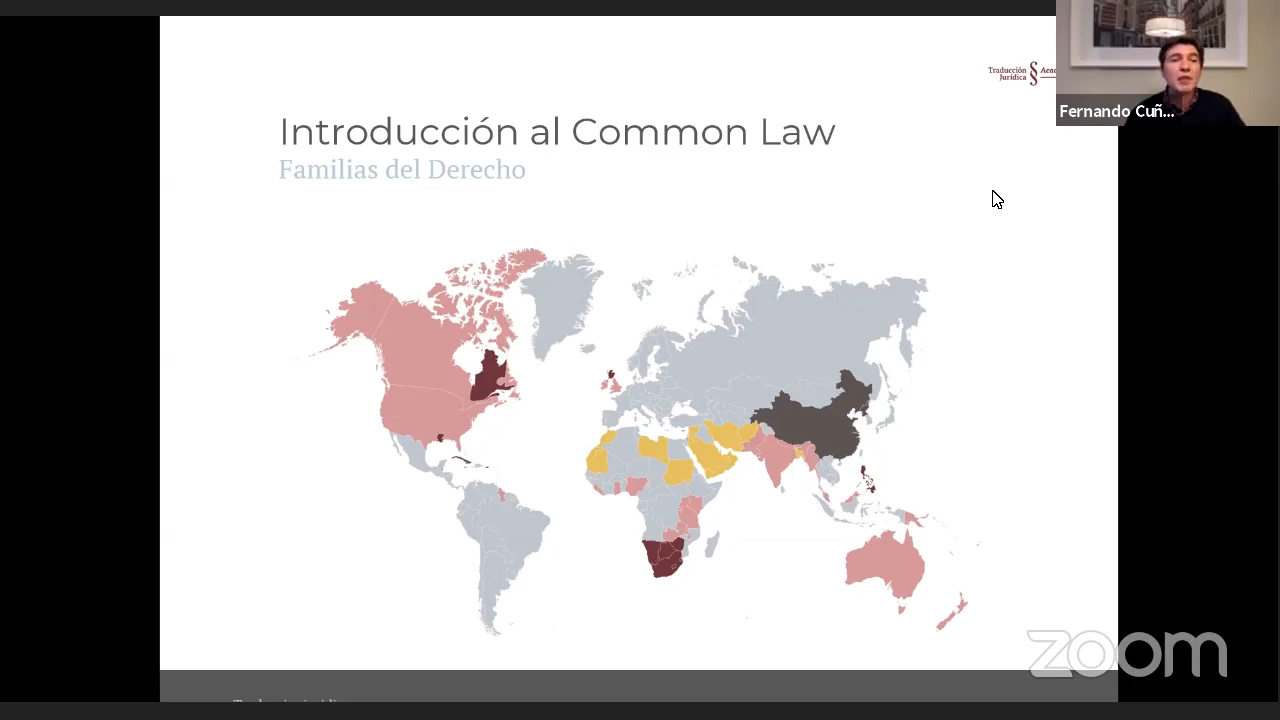 Traducción
Jurídica
Fernando Cuñ...
Introducción al Common Law
Familias del Derecho
zoom